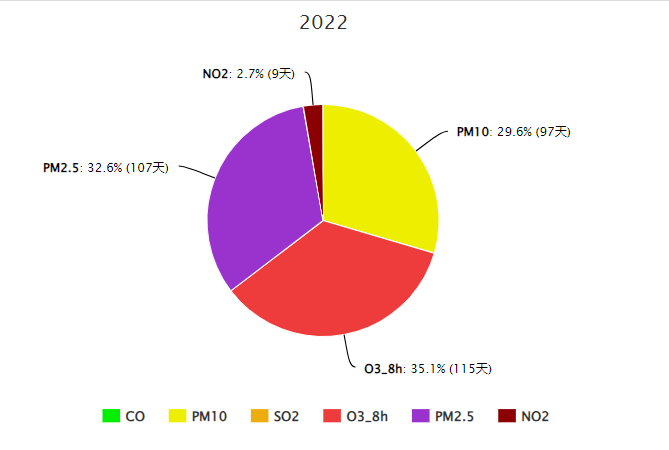 2022
NO2: 2.7% (9天)
PM10: 29.6% (97天)
PM2.5: 32.6% (107天)
O3_8h: 35.1% (115天)
CO PM10 SO2 O3_8h PM2.5 NO2